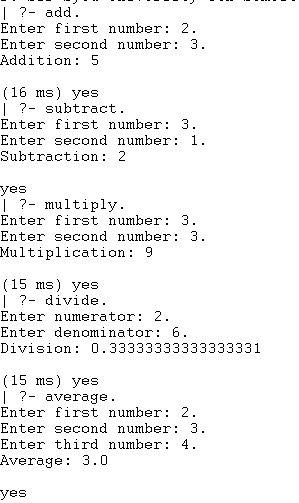 | ?- add.
Enter first number: 2.
Enter second number: 3.
Addition: 5
(16 ms) yes
| ?- subtract.
Enter first number: 3.
Enter second number: 1.
Subtraction: 2
yes
| ?- multiply.
Enter first number: 3.
Enter second number: 3.
Multiplication: 9
(15 ms) yes
| ?- divide.
Enter numerator: 2.
Enter denominator: 6.
Division: 0.33333333333333331
(15 ms) yes
| ?- average.
Enter first number: 2.
Enter second number: 3.
Enter third number: 4.
Average: 3.0
yes